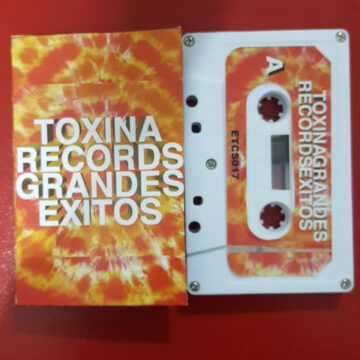 TOXINA
RECORDS
GRANDES
EXITOS
A
ETCS017
TOXINAGRANDES
RECORDSEXITOS